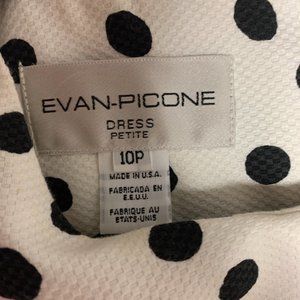 EVAN-PICONE
DRESS
PETITE
10P
MADE IN U.S.A.
FABRICADA EN
E.E.U.U.
FABRIQUE AU
ETATS-UNIS